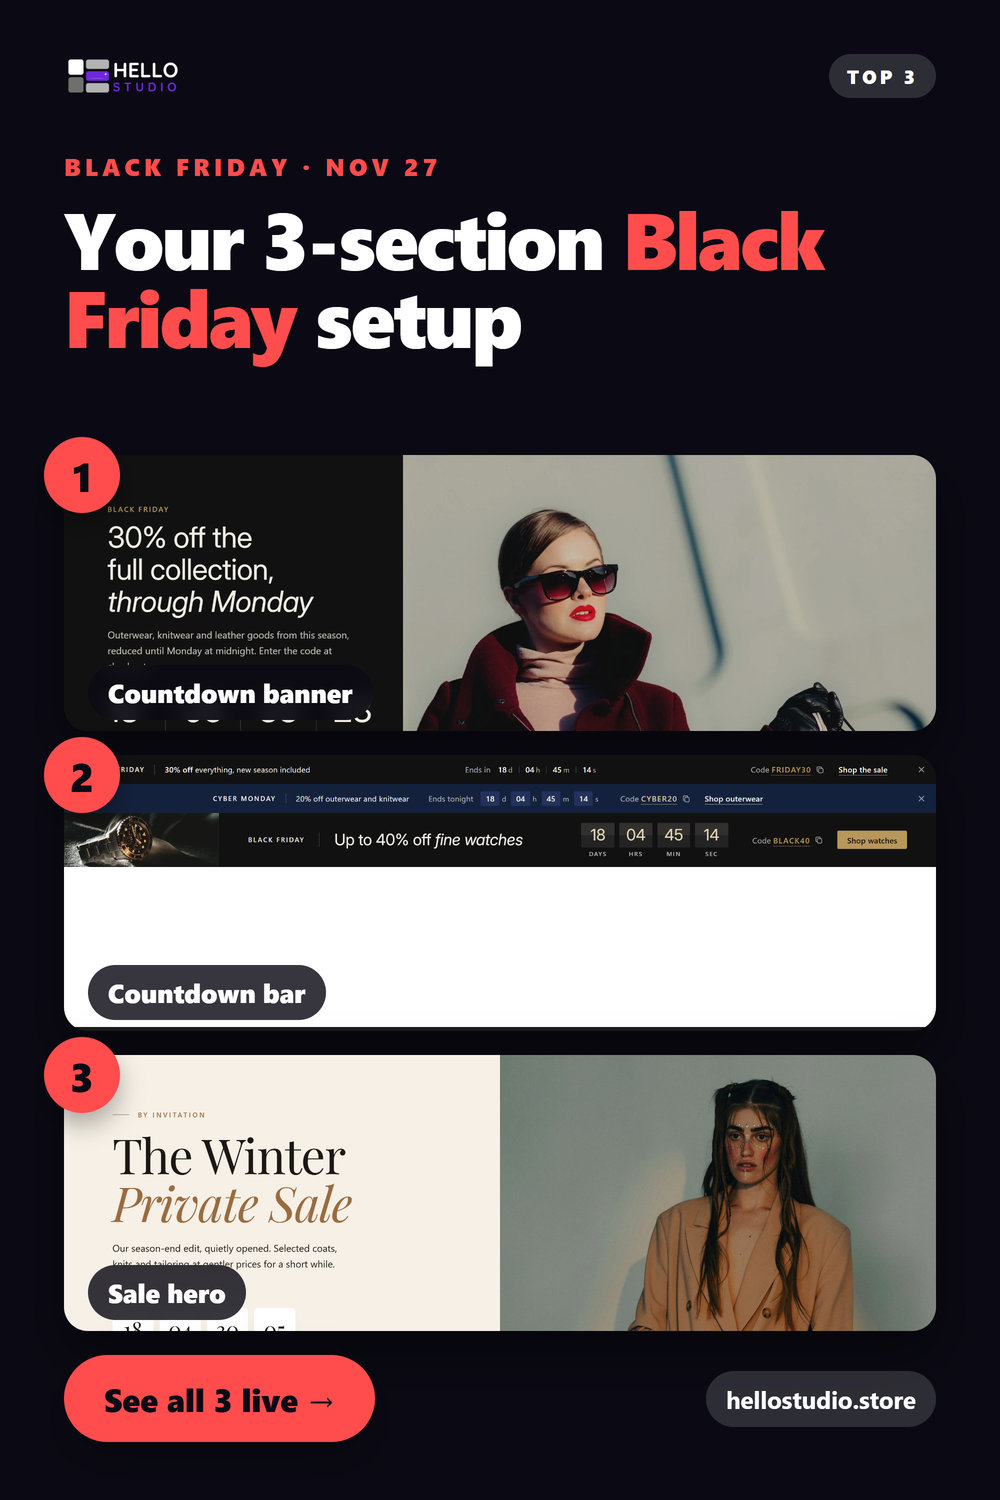 HELLO
STUDIO
TOP 3
BLACK FRIDAY · NOV 27
Your 3-section Black
Friday setup
1
BLACK FRIDAY
30% off the
full collection,
through Monday
Outerwear, knitwear and leather goods from this season,
reduced until Monday at midnight. Enter the code at
Countdown banner
2
RIDAY 30% off everything, new season included Ends in 18 d 04 h 45 m 14 s Code FRIDAY30 Shop the sale ×
CYBER MONDAY 20% off outerwear and knitwear Ends tonight 18 d 04 h 45 m 14 s Code CYBER20 Shop outerwear ×
BLACK FRIDAY Up to 40% off fine watches 18 04 45 14 Code BLACK40 Shop watches
DAYS HRS MIN SEC
Countdown bar
3
BY INVITATION
The Winter
Private Sale
Our season-end edit, quietly opened. Selected coats,
knits and tailoring at gentler prices for a short while.
Sale hero
See all 3 live →
hellostudio.store